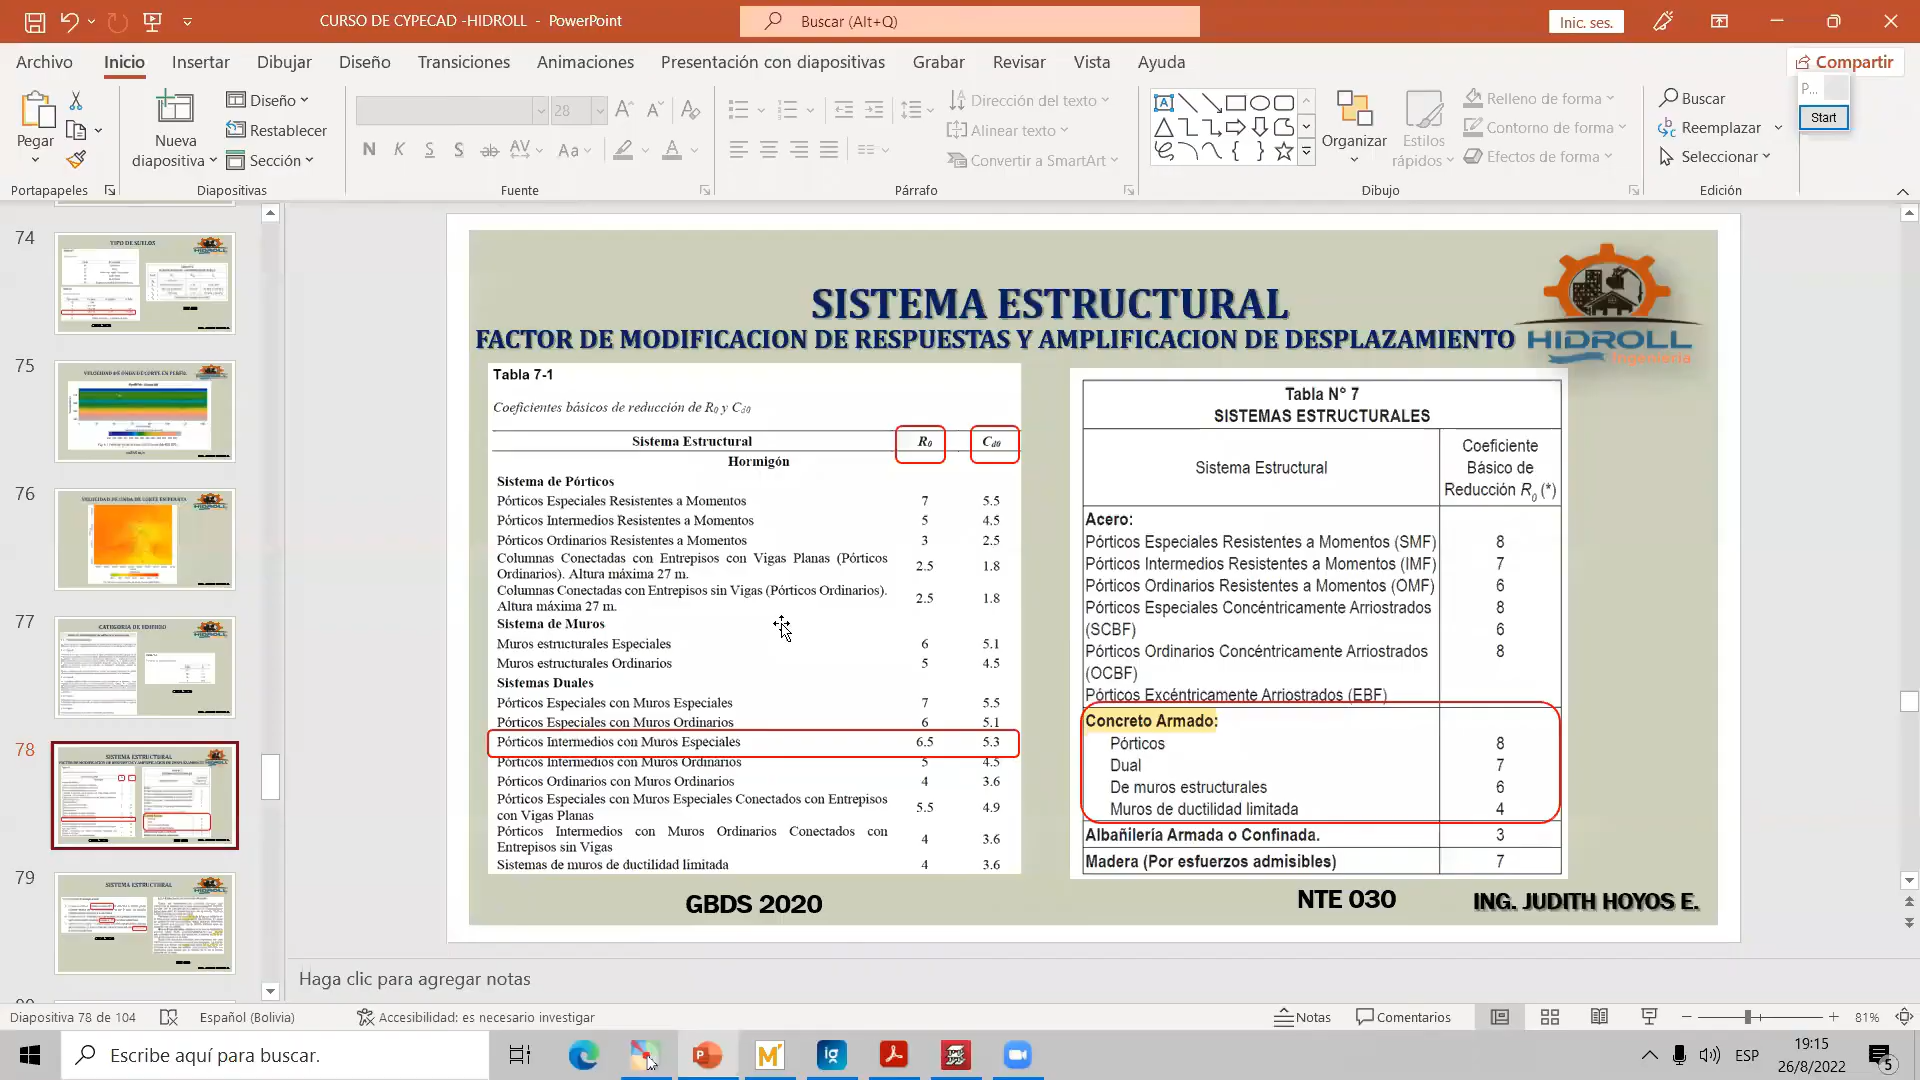 CURSO DE CYPECAD -HIDROLL - PowerPoint
Buscar (Alt+Q)
Inic. ses.
Archivo
Inicio
Insertar
Dibujar
Diseño
Transiciones
Animaciones
Presentación con diapositivas
Grabar
Revisar
Vista
Ayuda
Compartir
P...
Start
Pegar
Portapapeles
Nueva
diapositiva
Diseño
Restablecer
Sección
Diapositivas
28
N K S S ab AV Aa A
Fuente
Dirección del texto
Alinear texto
Convertir a SmartArt
Párrafo
Organizar
Estilos
rápidos
Relleno de forma
Contorno de forma
Efectos de forma
Dibujo
Buscar
Reemplazar
Seleccionar
Edición
74
TIPO DE SUELOS
75
76
77
CATEGORIA DE EDIFICIO
78
SISTEMA ESTRUCTURAL
79
SISTEMA ESTRUCTURAL
SISTEMA ESTRUCTURAL
FACTOR DE MODIFICACION DE RESPUESTAS Y AMPLIFICACION DE DESPLAZAMIENTO
HIDROLL
Ingeniería
Tabla 7-1
Coeficientes básicos de reducción de R0 y Cd0
Sistema Estructural R0 Cd0
Hormigón
Sistema de Pórticos
Pórticos Especiales Resistentes a Momentos 7 5.5
Pórticos Intermedios Resistentes a Momentos 5 4.5
Pórticos Ordinarios Resistentes a Momentos 3 2.5
Columnas Conectadas con Entrepisos con Vigas Planas (Pórticos
Ordinarios). Altura máxima 27 m. 2.5 1.8
Columnas Conectadas con Entrepisos sin Vigas (Pórticos Ordinarios).
Altura máxima 27 m. 2.5 1.8
Sistema de Muros
Muros estructurales Especiales 6 5.1
Muros estructurales Ordinarios 5 4.5
Sistemas Duales
Pórticos Especiales con Muros Especiales 7 5.5
Pórticos Especiales con Muros Ordinarios 6 5.1
Pórticos Intermedios con Muros Especiales 6.5 5.3
Pórticos Intermedios con Muros Ordinarios 5 4.5
Pórticos Ordinarios con Muros Ordinarios 4 3.6
Pórticos Especiales con Muros Especiales Conectados con Entrepisos
con Vigas Planas 5.5 4.9
Pórticos Intermedios con Muros Ordinarios Conectados con
Entrepisos sin Vigas 4 3.6
Sistemas de muros de ductilidad limitada 4 3.6
GBDS 2020
Tabla N° 7
SISTEMAS ESTRUCTURALES
Sistema Estructural
Coeficiente
Básico de
Reducción R0 (*)
Acero:
Pórticos Especiales Resistentes a Momentos (SMF) 8
Pórticos Intermedios Resistentes a Momentos (IMF) 7
Pórticos Ordinarios Resistentes a Momentos (OMF) 6
Pórticos Especiales Concéntricamente Arriostrados 8
(SCBF) 6
Pórticos Ordinarios Concéntricamente Arriostrados 8
(OCBF)
Pórticos Excéntricamente Arriostrados (EBF)
Concreto Armado:
Pórticos 8
Dual 7
De muros estructurales 6
Muros de ductilidad limitada 4
Albañilería Armada o Confinada. 3
Madera (Por esfuerzos admisibles) 7
NTE 030
ING. JUDITH HOYOS E.
Haga clic para agregar notas
Diapositiva 78 de 104
Español (Bolivia)
Accesibilidad: es necesario investigar
Notas
Comentarios
81%
Escribe aquí para buscar.
ESP
19:15
26/8/2022
5